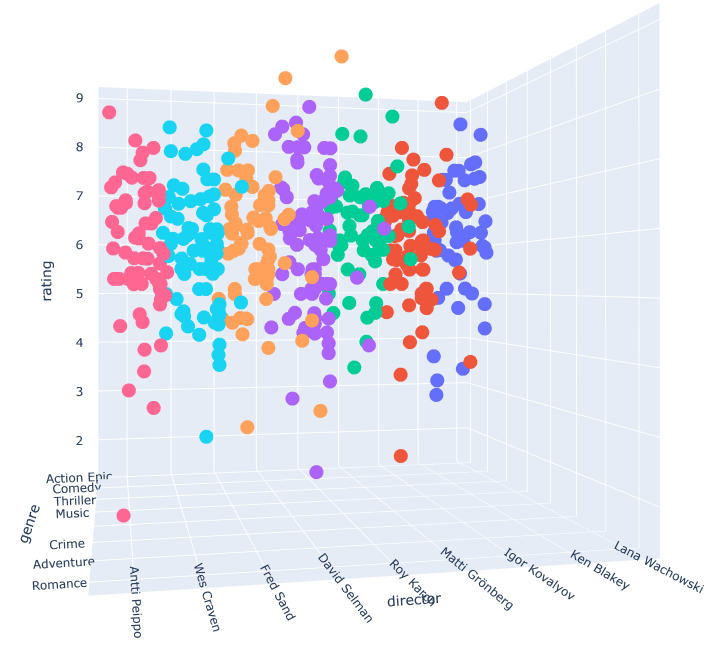 9
8
7
6
5
4
3
2
rating
Action Epic
Comedy
Thriller
Music
Crime
Adventure
Romance
genre
Antti Peippo
Wes Craven
Fred Sand
David Selman
Roy
Matti Grönberg
Igor Kovalyov
Ken Blakey
Lana Wachowski
director